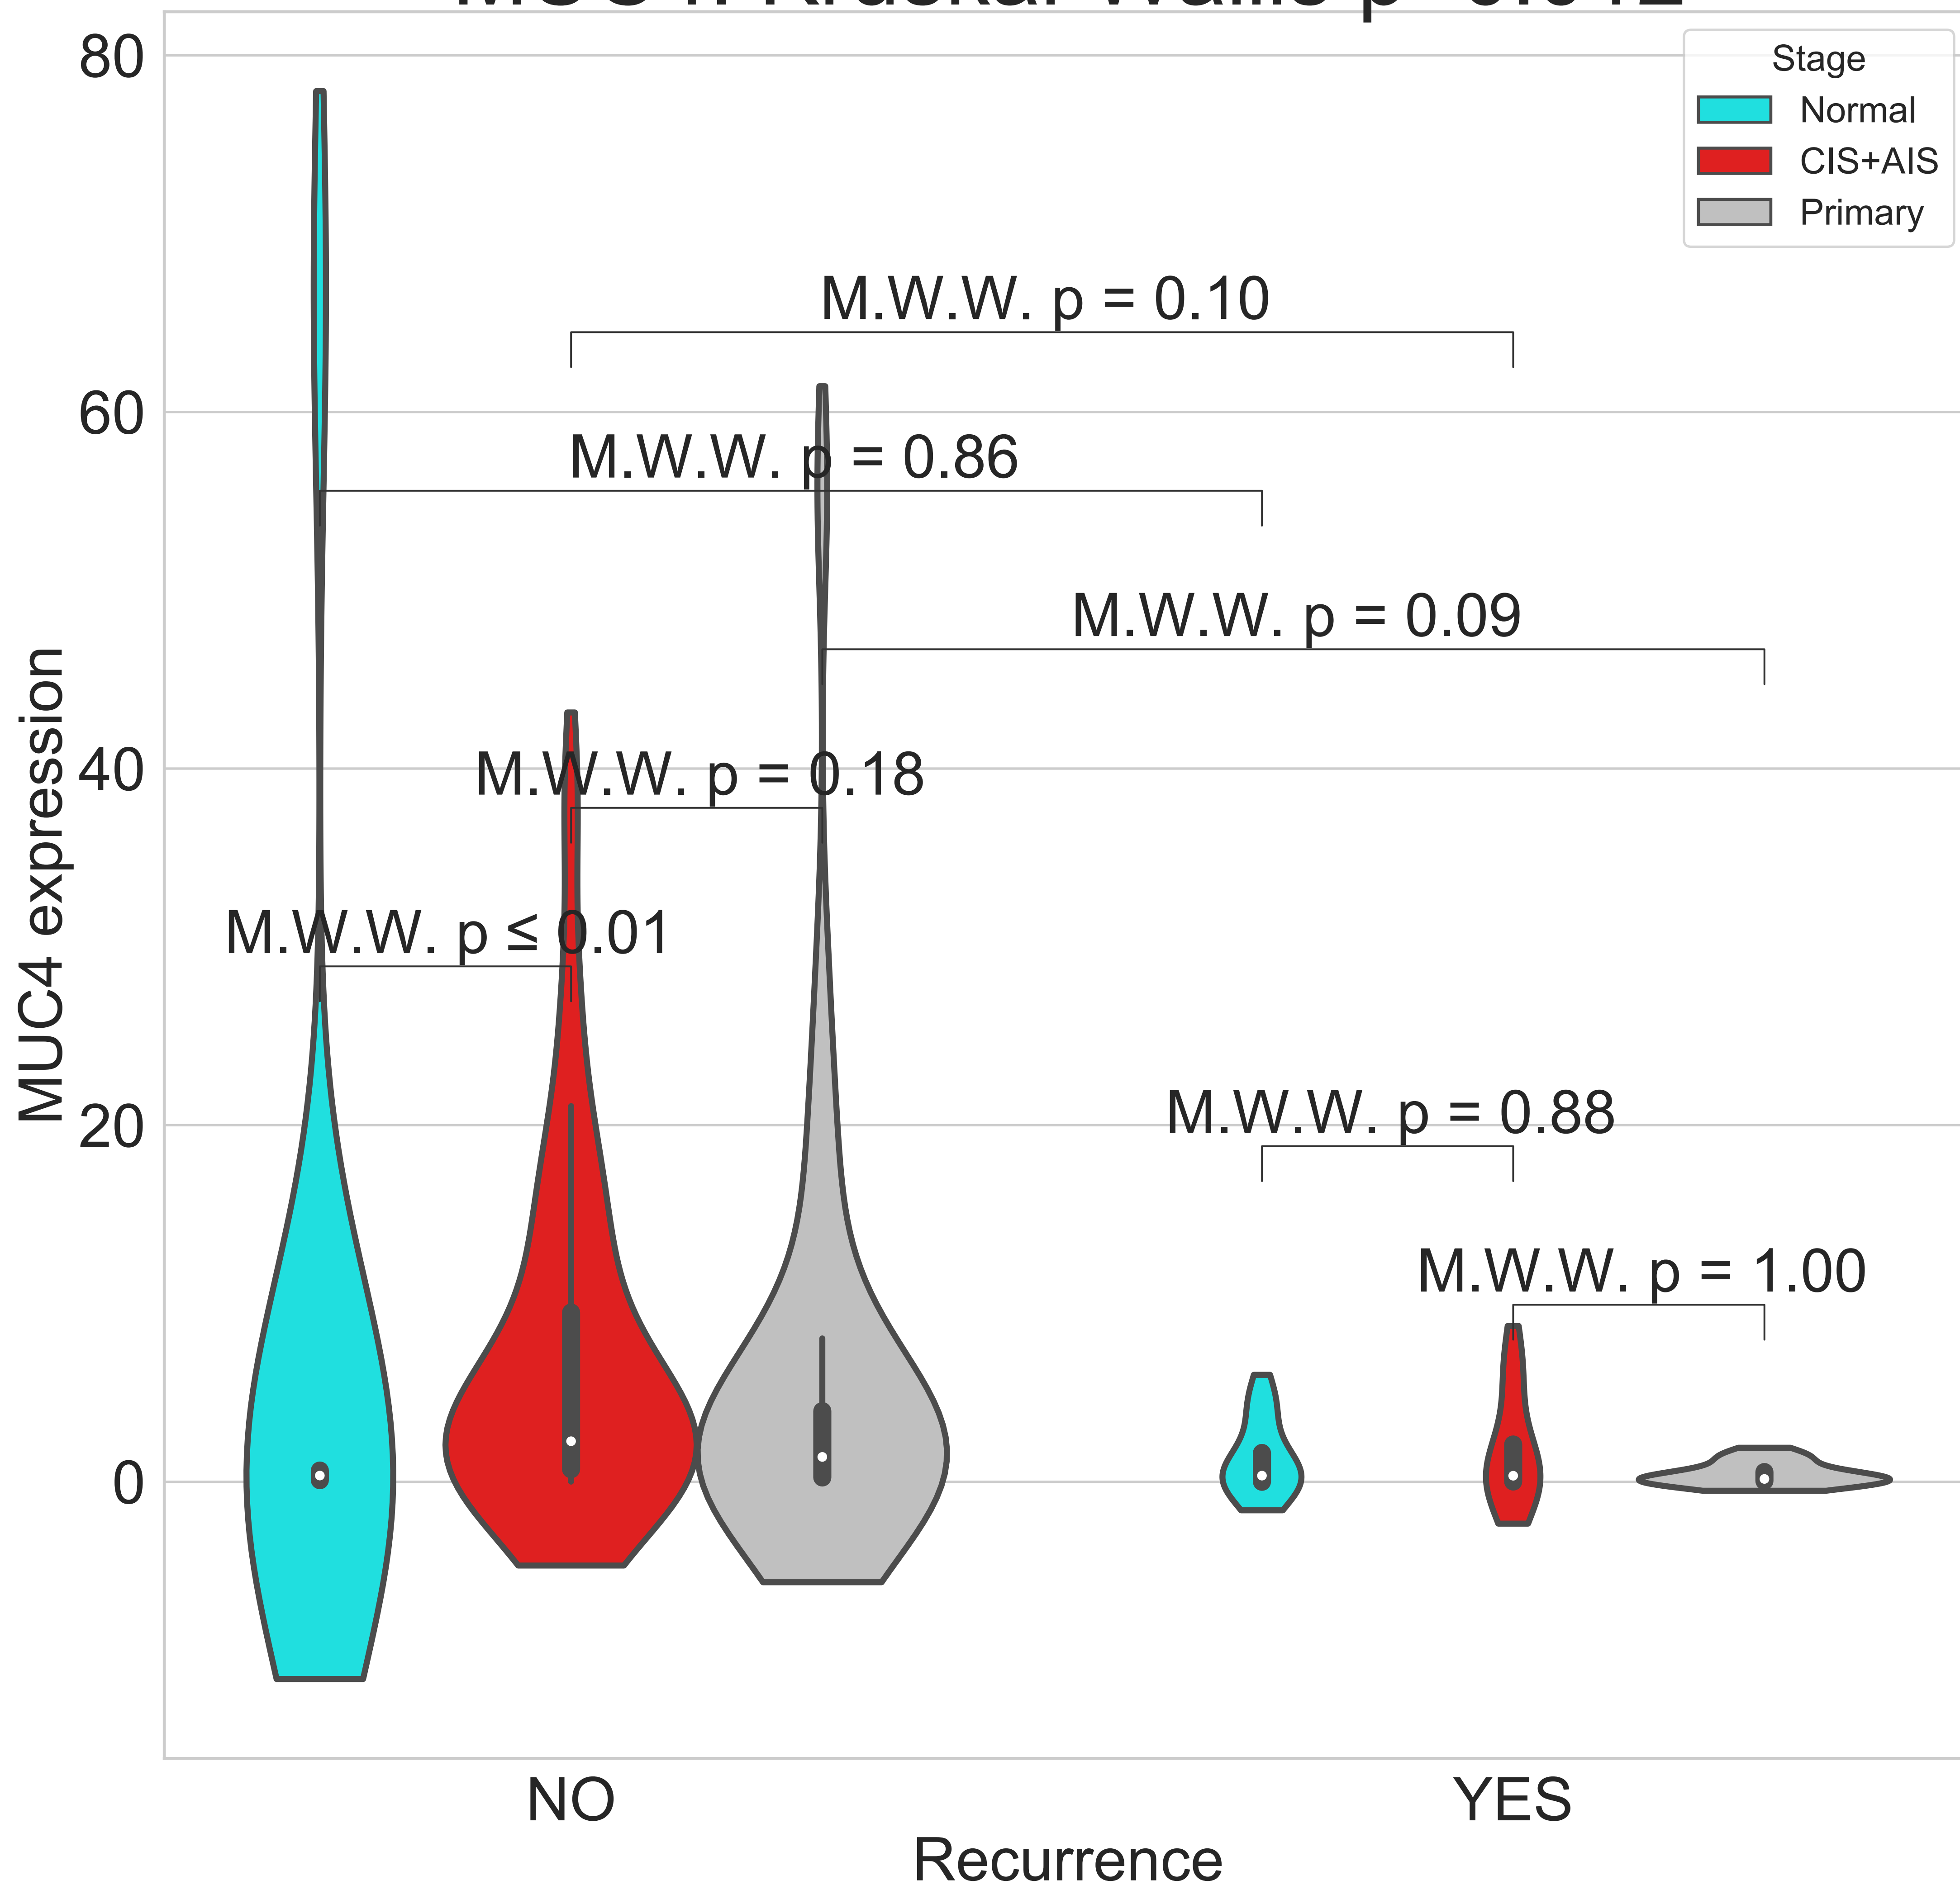 80
60
40
20
0
MUC4 expression
Stage
Normal
CIS+AIS
Primary
M.W.W. p = 0.10
M.W.W. p = 0.86
M.W.W. p = 0.09
M.W.W. p = 0.18
M.W.W. p ≤ 0.01
M.W.W. p = 0.88
M.W.W. p = 1.00
NO
YES
Recurrence